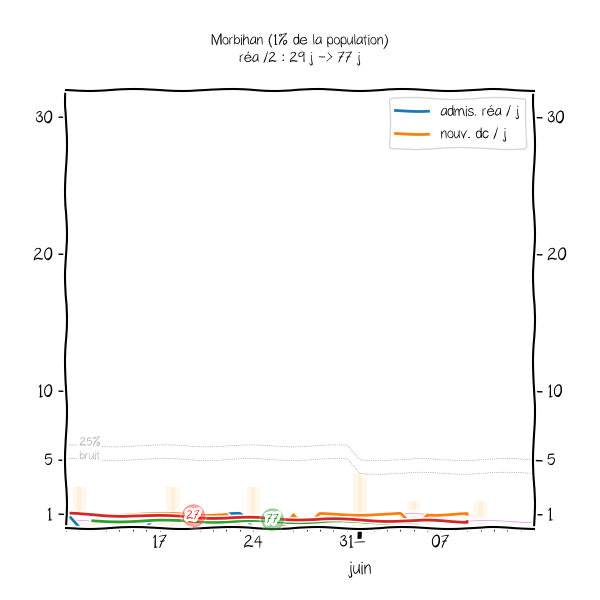 Morbihan (1% de la population)
réa /2 : 29 j -> 77 j
admis. réa / j
nouv. dc / j
30
30
20
20
10
10
25%
bruit
5
5
27
77
1
1
17
24
31
07
juin